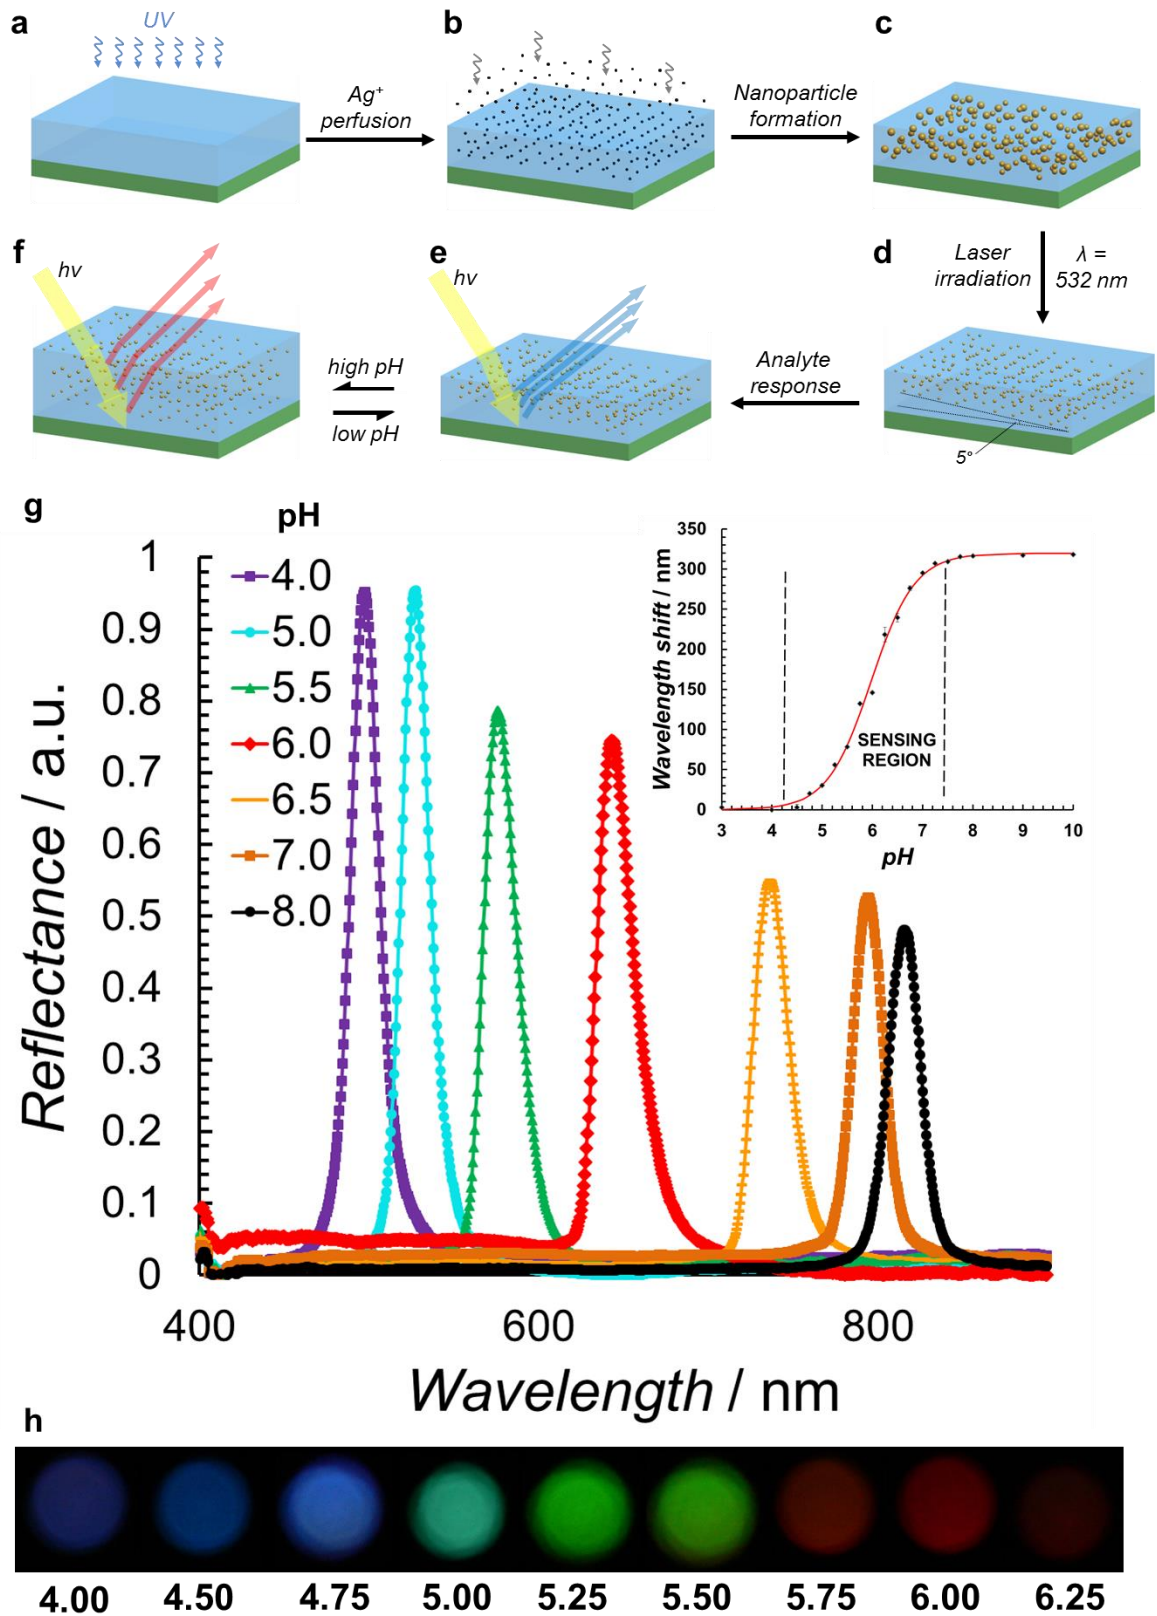 a
UV
Ag⁺
perfusion
b
Nanoparticle
formation
c
f
hv
high pH
low pH
e
hv
Analyte
response
d
Laser
irradiation
λ =
532 nm
5°
g
pH
4.0
5.0
5.5
6.0
6.5
7.0
8.0
Reflectance / a.u.
1
0.9
0.8
0.7
0.6
0.5
0.4
0.3
0.2
0.1
0
400 600 800
Wavelength / nm
Wavelength shift / nm
350
300
250
200
150
100
50
0
SENSING
REGION
3 4 5 6 7 8 9 10
pH
h
4.00 4.50 4.75 5.00 5.25 5.50 5.75 6.00 6.25